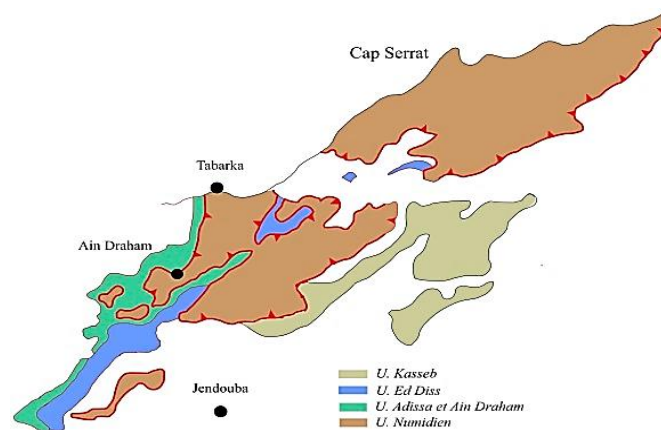 Cap Serrat
Tabarka
Ain Draham
Jendouba
U. Kasseb
U. Ed Diss
U. Adissa et Ain Draham
U. Numidien